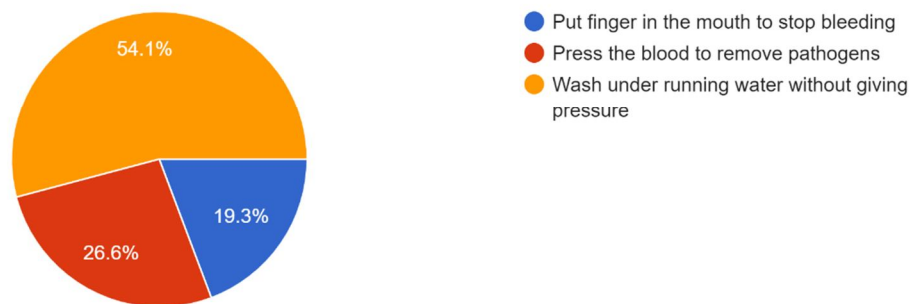 54.1%
19.3%
26.6%
Put finger in the mouth to stop bleeding
Press the blood to remove pathogens
Wash under running water without giving
pressure